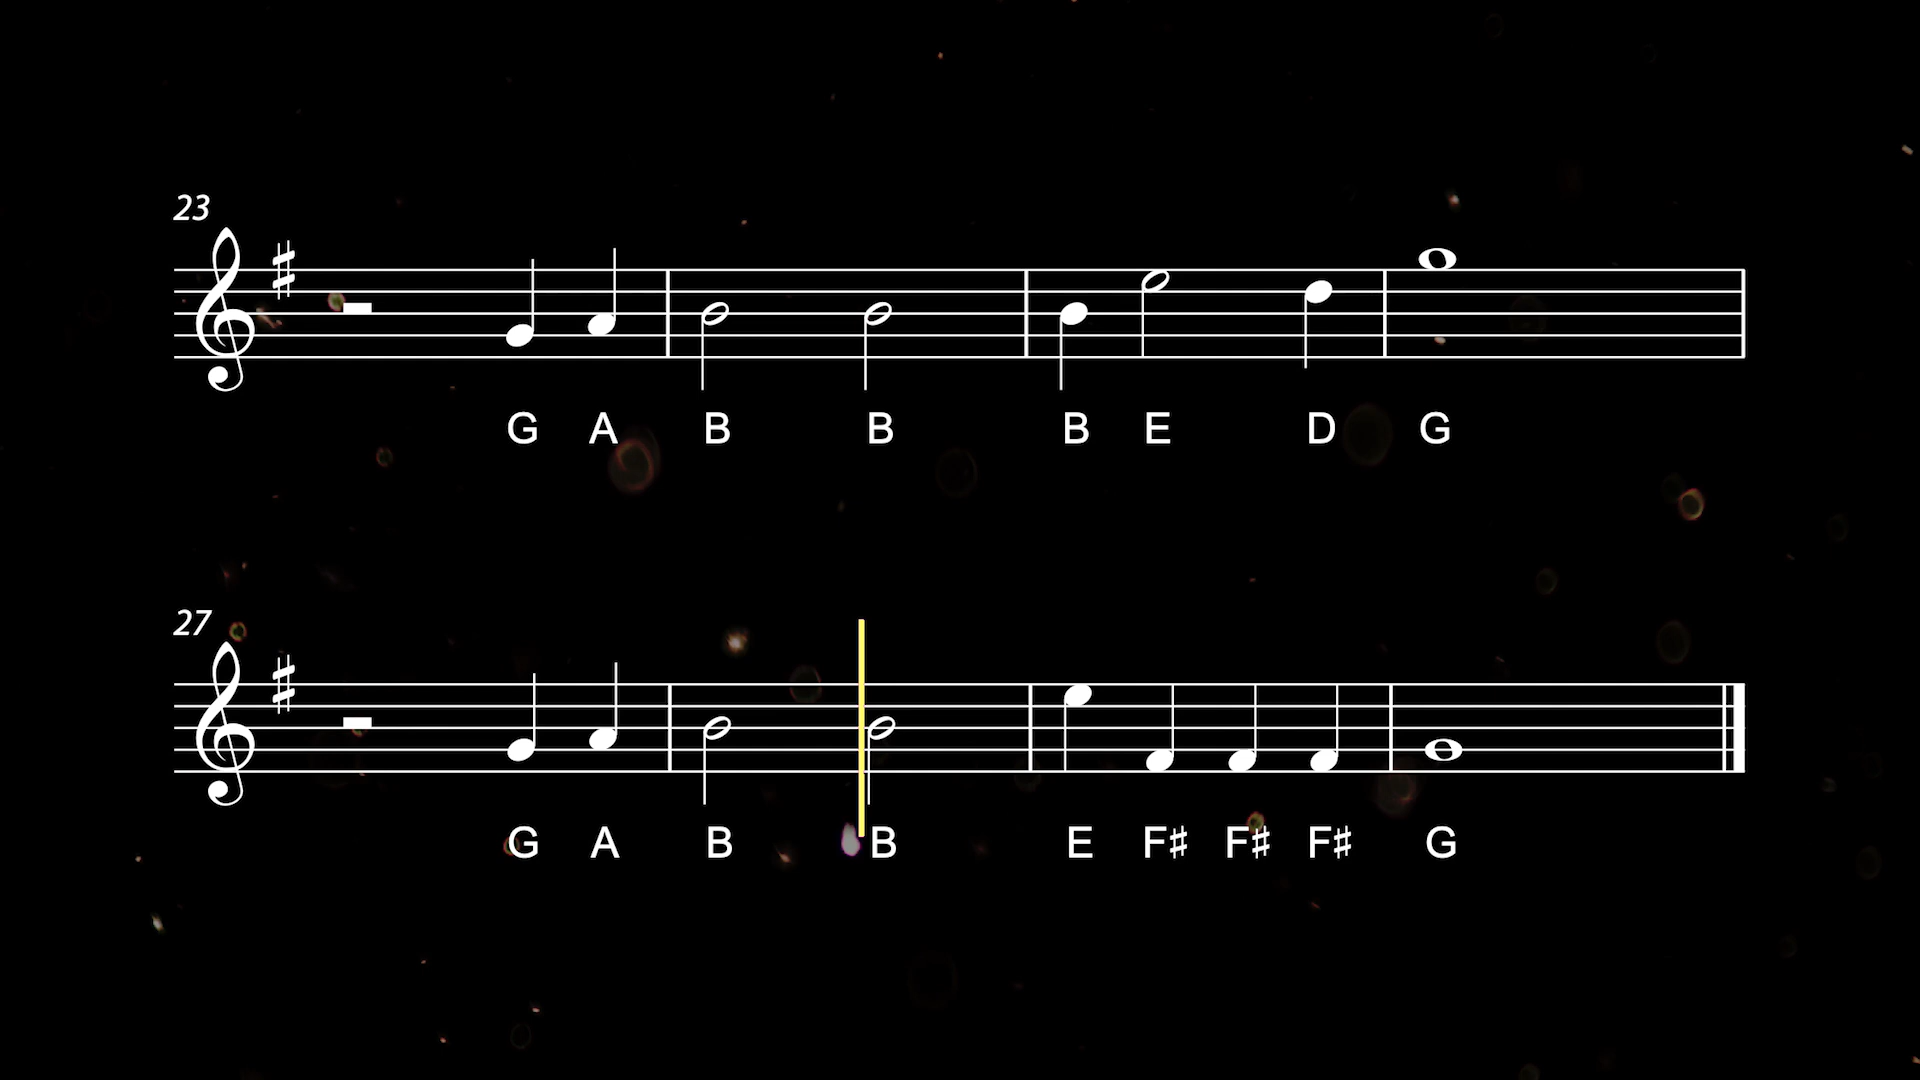 23
G A B B B E D G
27
G A B B E F♯ F♯ F♯ G